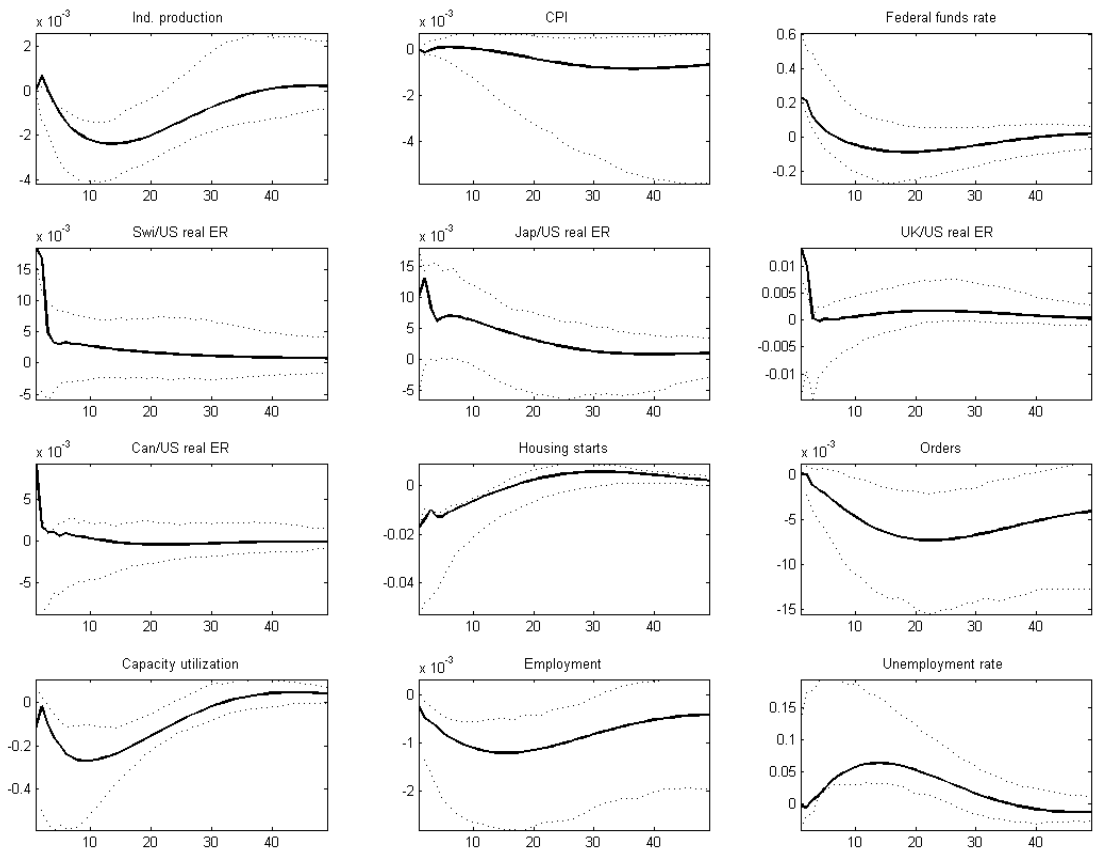 Ind. production
x 10-3
2
0
-2
-4
10 20 30 40
CPI
x 10-3
0
-2
-4
10 20 30 40
Federal funds rate
0.6
0.4
0.2
0
-0.2
10 20 30 40
Swi/US real ER
x 10-3
15
10
5
0
-5
10 20 30 40
Jap/US real ER
x 10-3
15
10
5
0
-5
10 20 30 40
UK/US real ER
0.01
0.005
0
-0.005
-0.01
10 20 30 40
Can/US real ER
x 10-3
5
0
-5
10 20 30 40
Housing starts
0
-0.02
-0.04
10 20 30 40
Orders
x 10-3
0
-5
-10
-15
10 20 30 40
Capacity utilization
0
-0.2
-0.4
10 20 30 40
Employment
x 10-3
0
-1
-2
10 20 30 40
Unemployment rate
0.15
0.1
0.05
0
10 20 30 40